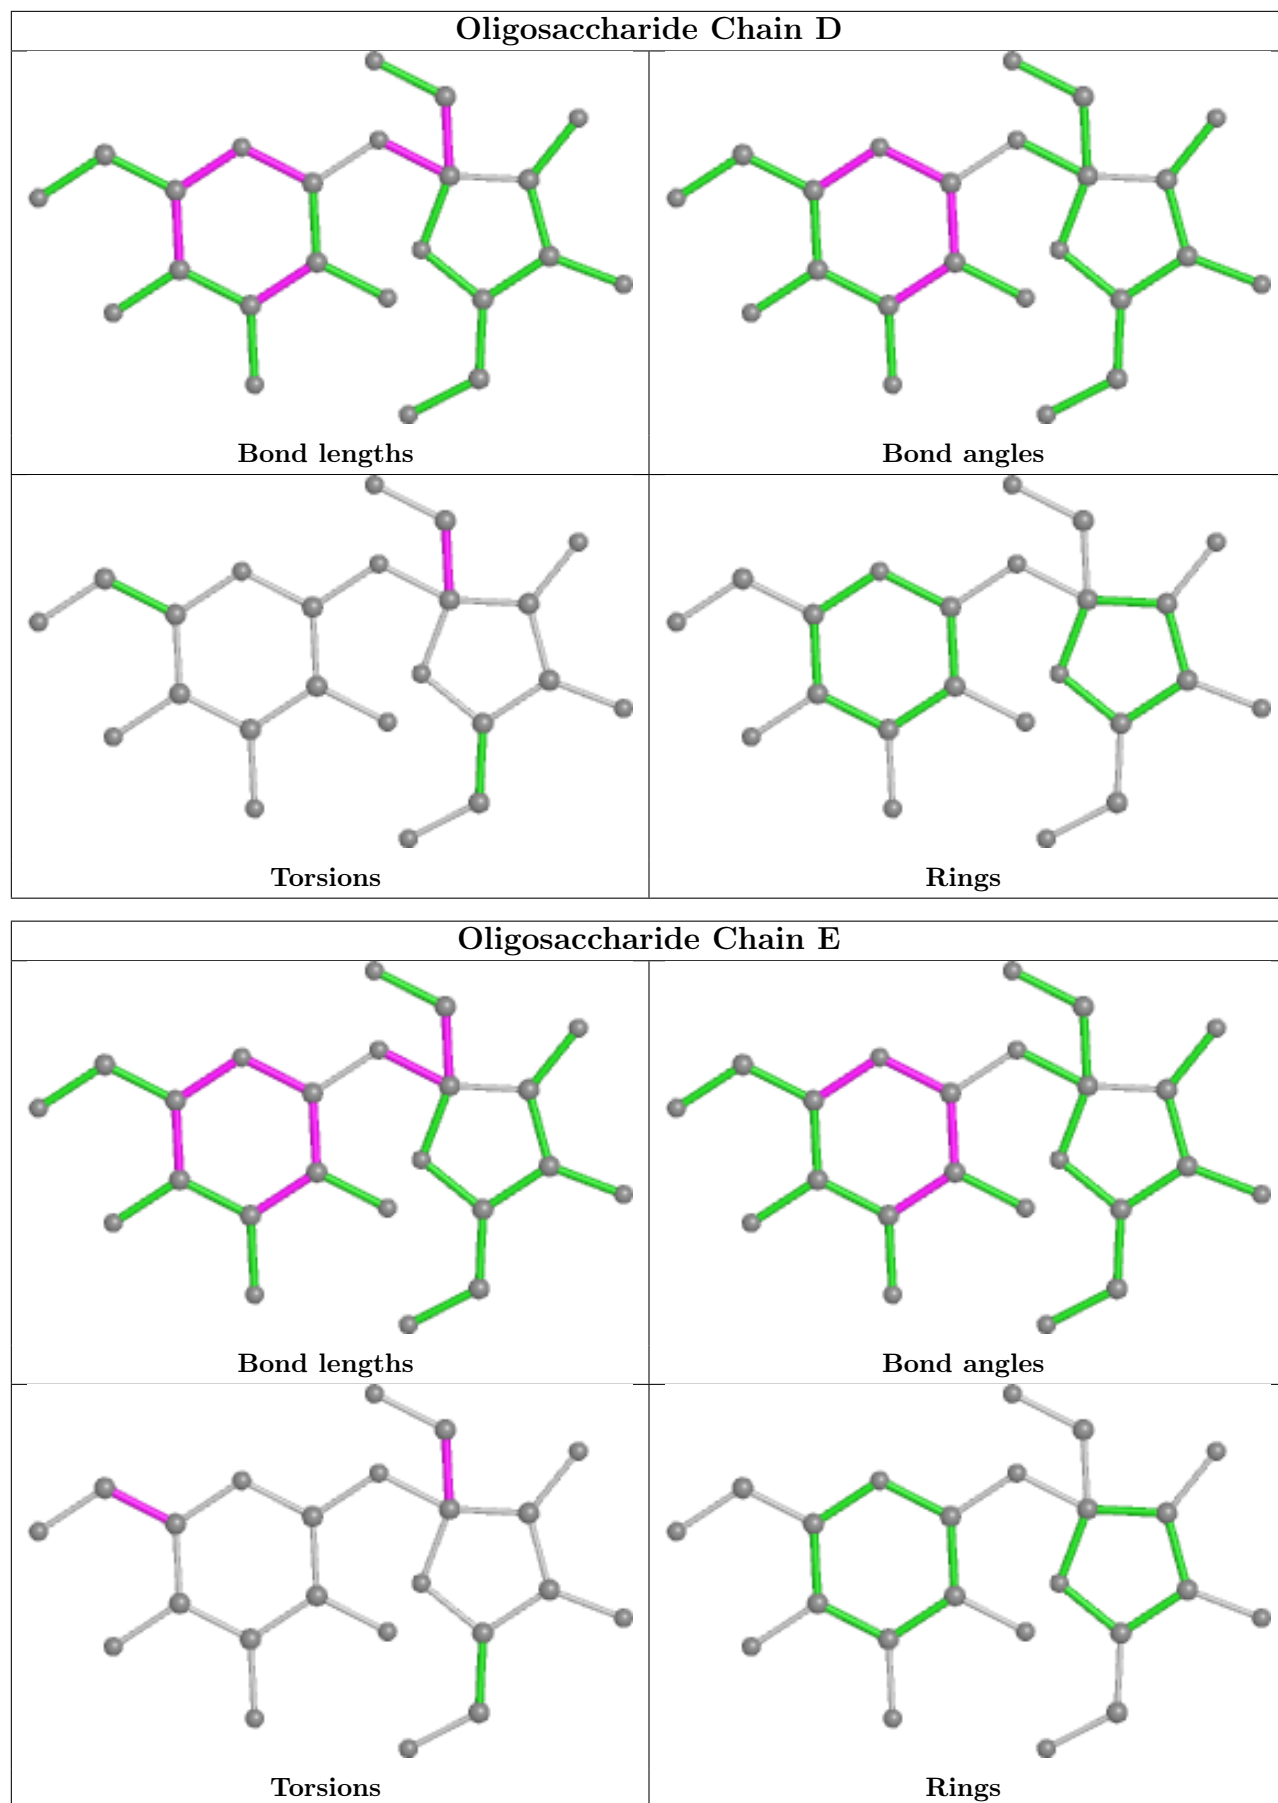 Oligosaccharide Chain D
Bond lengths
Bond angles
Torsions
Rings
Oligosaccharide Chain E
Bond lengths
Bond angles
Torsions
Rings